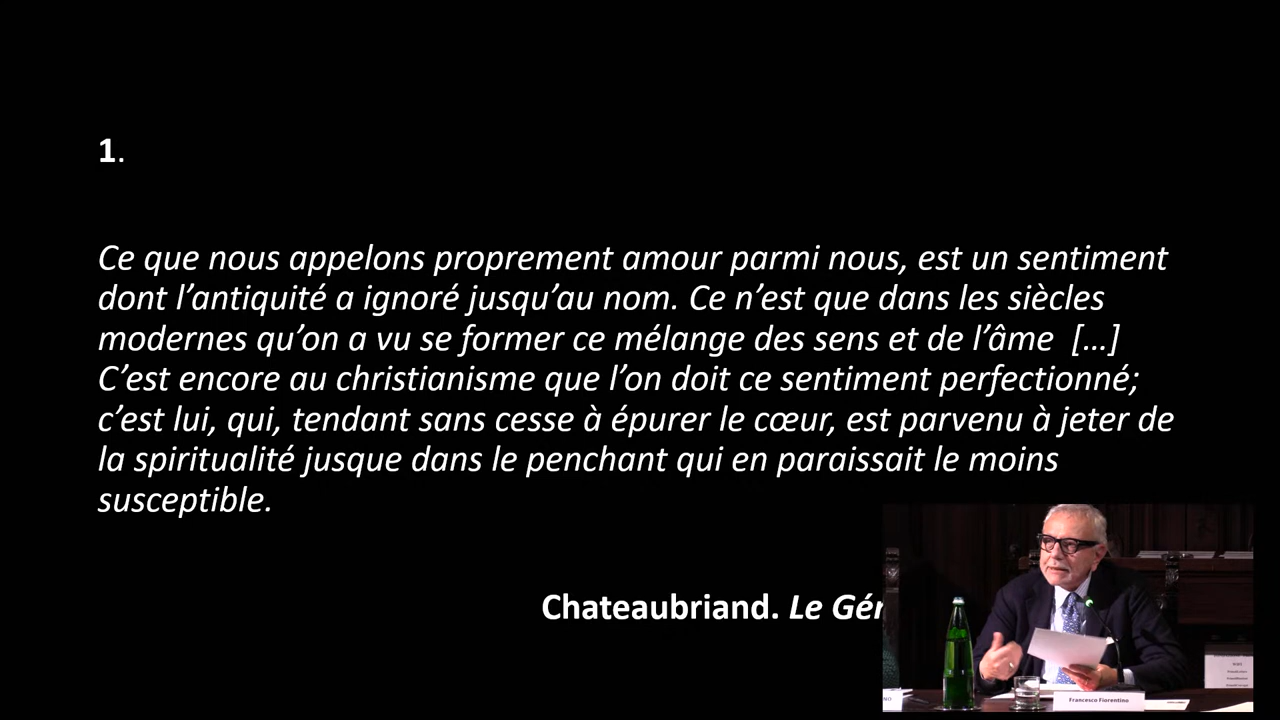 1.
Ce que nous appelons proprement amour parmi nous, est un sentiment
dont l’antiquité a ignoré jusqu’au nom. Ce n’est que dans les siècles
modernes qu’on a vu se former ce mélange des sens et de l’âme  […]
C’est encore au christianisme que l’on doit ce sentiment perfectionné;
c’est lui, qui, tendant sans cesse à épurer le cœur, est parvenu à jeter de
la spiritualité jusque dans le penchant qui en paraissait le moins
susceptible.
Chateaubriand. Le Gér
Francesco Fiorentino